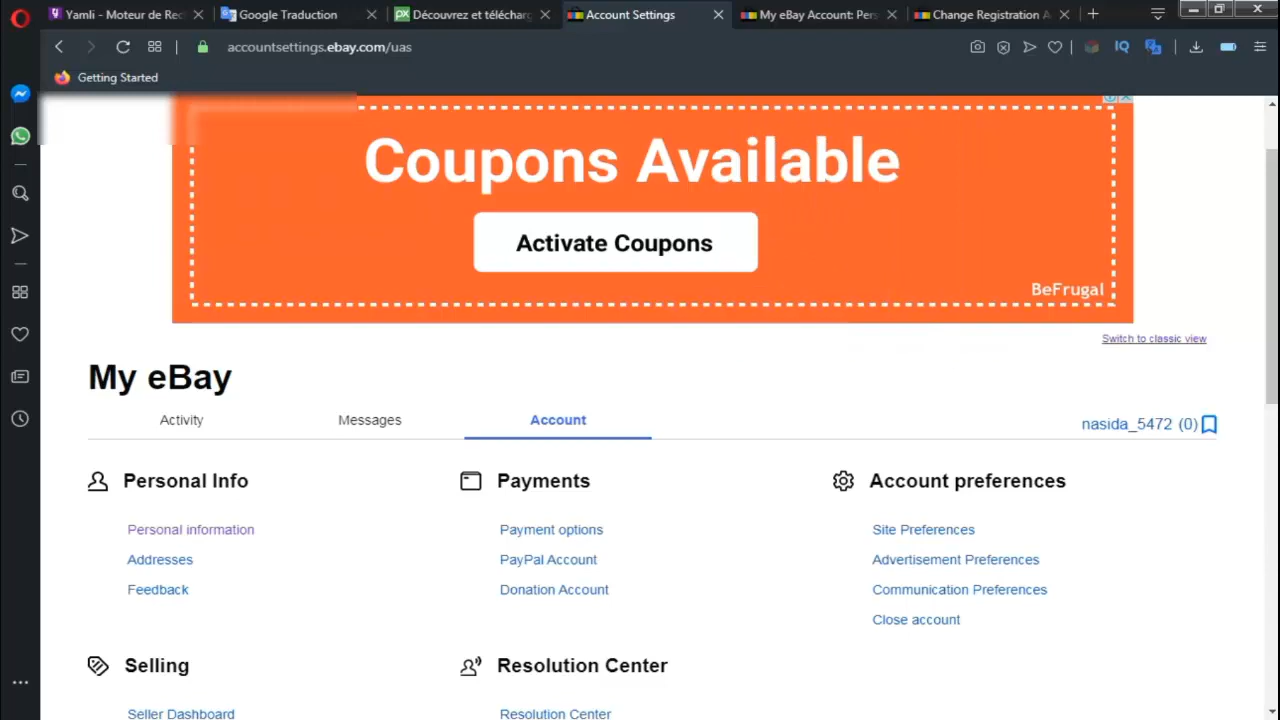 Yamli - Moteur de Rec
Google Traduction
Découvrez et télécharg
Account Settings
My eBay Account: Pers
Change Registration A
accountsettings.ebay.com/uas
IQ
Getting Started
Coupons Available
Activate Coupons
BeFrugal
Switch to classic view
My eBay
Activity
Messages
Account
nasida_5472 (0)
Personal Info
Payments
Account preferences
Personal information
Payment options
Site Preferences
Addresses
PayPal Account
Advertisement Preferences
Feedback
Donation Account
Communication Preferences
Close account
Selling
Resolution Center
Seller Dashboard
Resolution Center